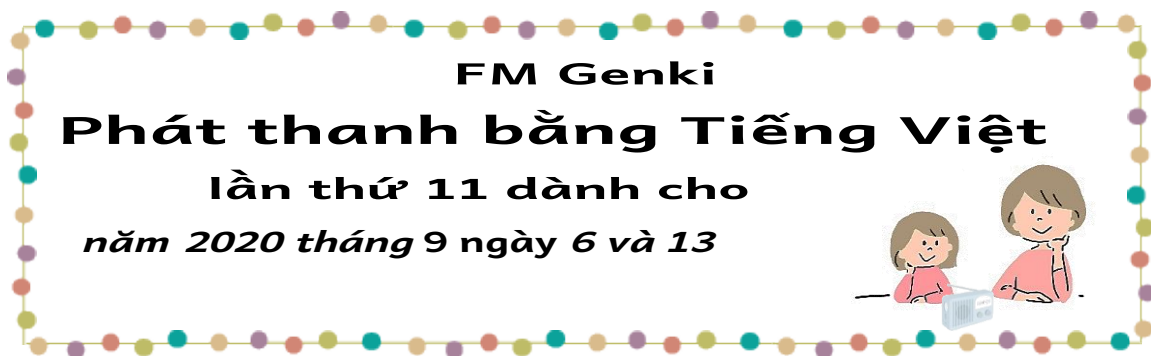 FM Genki
Phát thanh bằng Tiếng Việt
lần thứ 11 dành cho
năm 2020 tháng 9 ngày 6 và 13